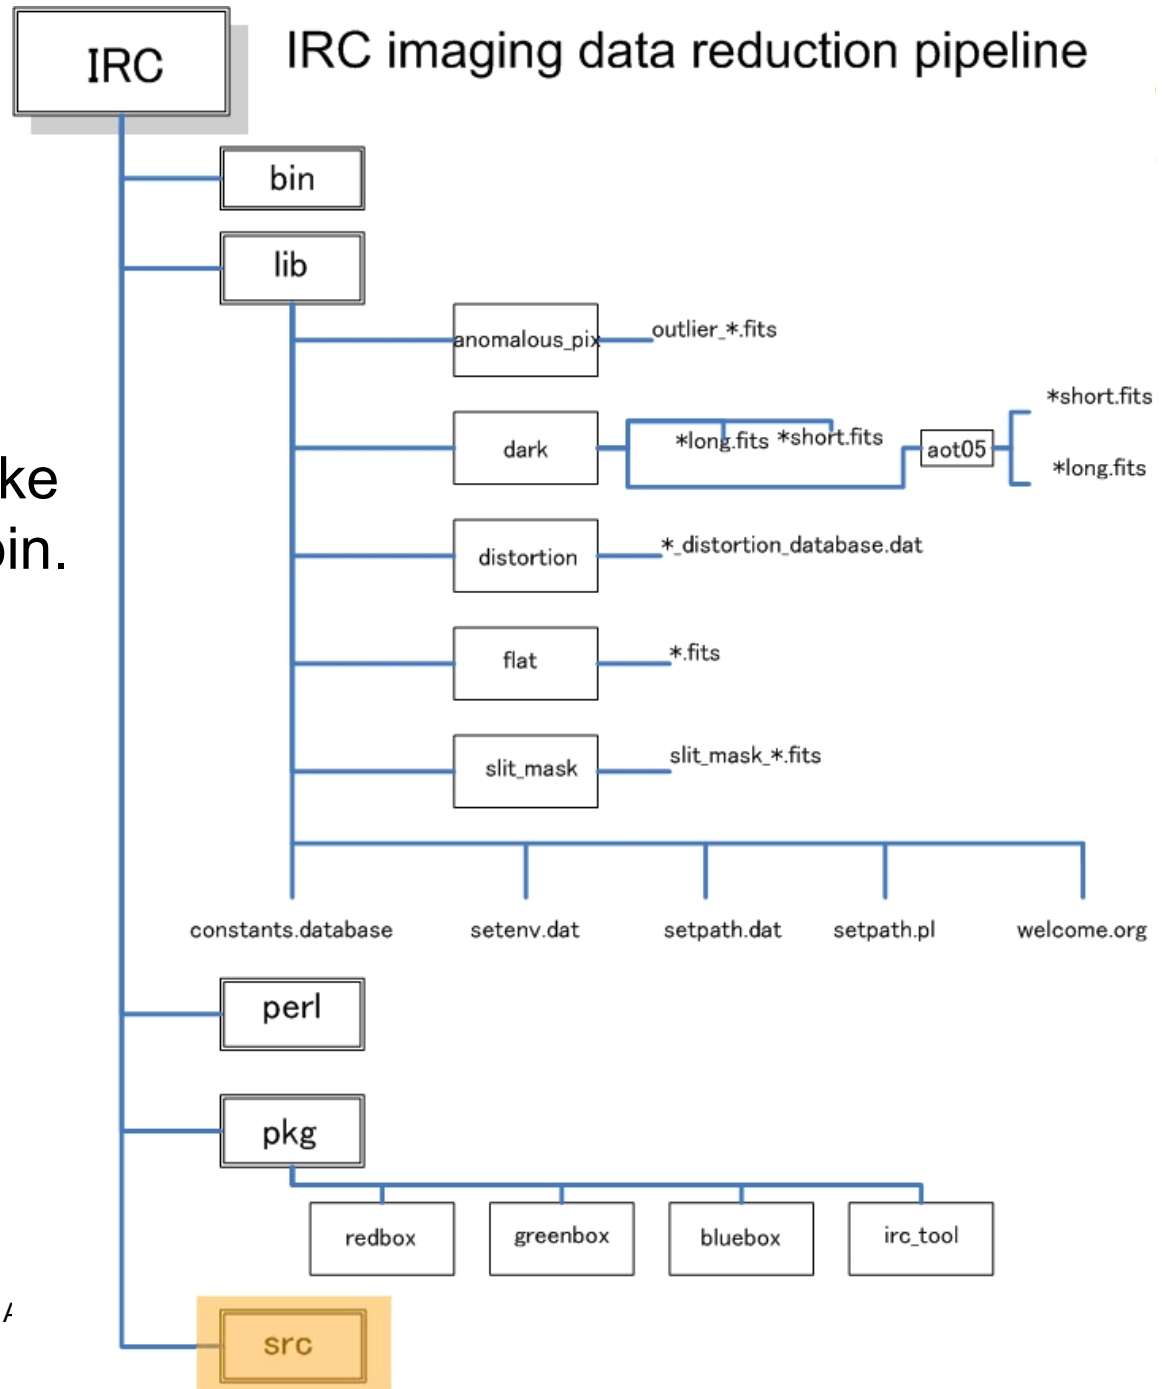 IRC
IRC imaging data reduction pipeline
bin
lib
anomalous_pix
outlier_*.fits
dark
*long.fits
*short.fits
aot05
*short.fits
*long.fits
ke
bin.
distortion
*_distortion_database.dat
flat
*.fits
slit_mask
slit_mask_*.fits
constants.database
setenv.dat
setpath.dat
setpath.pl
welcome.org
perl
pkg
redbox
greenbox
bluebox
irc_tool
src